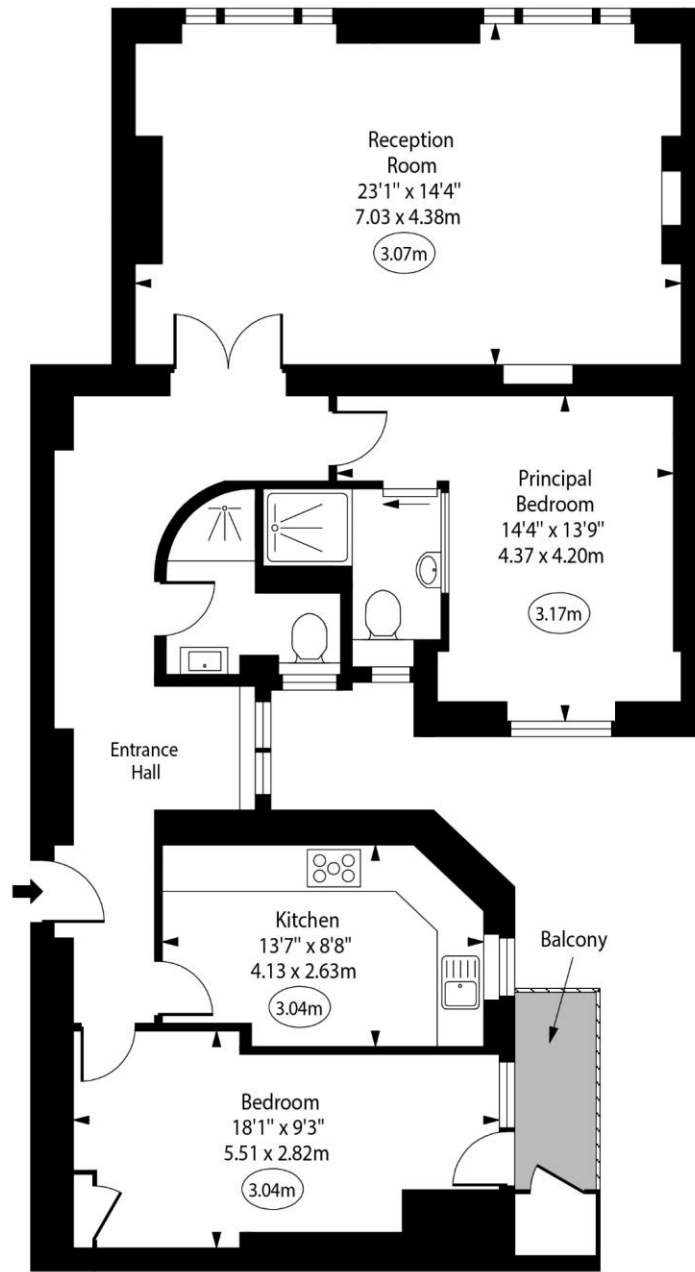 Reception
Room
23'1" x 14'4"
7.03 x 4.38m
3.07m
Principal
Bedroom
14'4" x 13'9"
4.37 x 4.20m
3.17m
Entrance
Hall
Kitchen
13'7" x 8'8"
4.13 x 2.63m
3.04m
Balcony
Bedroom
18'1" x 9'3"
5.51 x 2.82m
3.04m